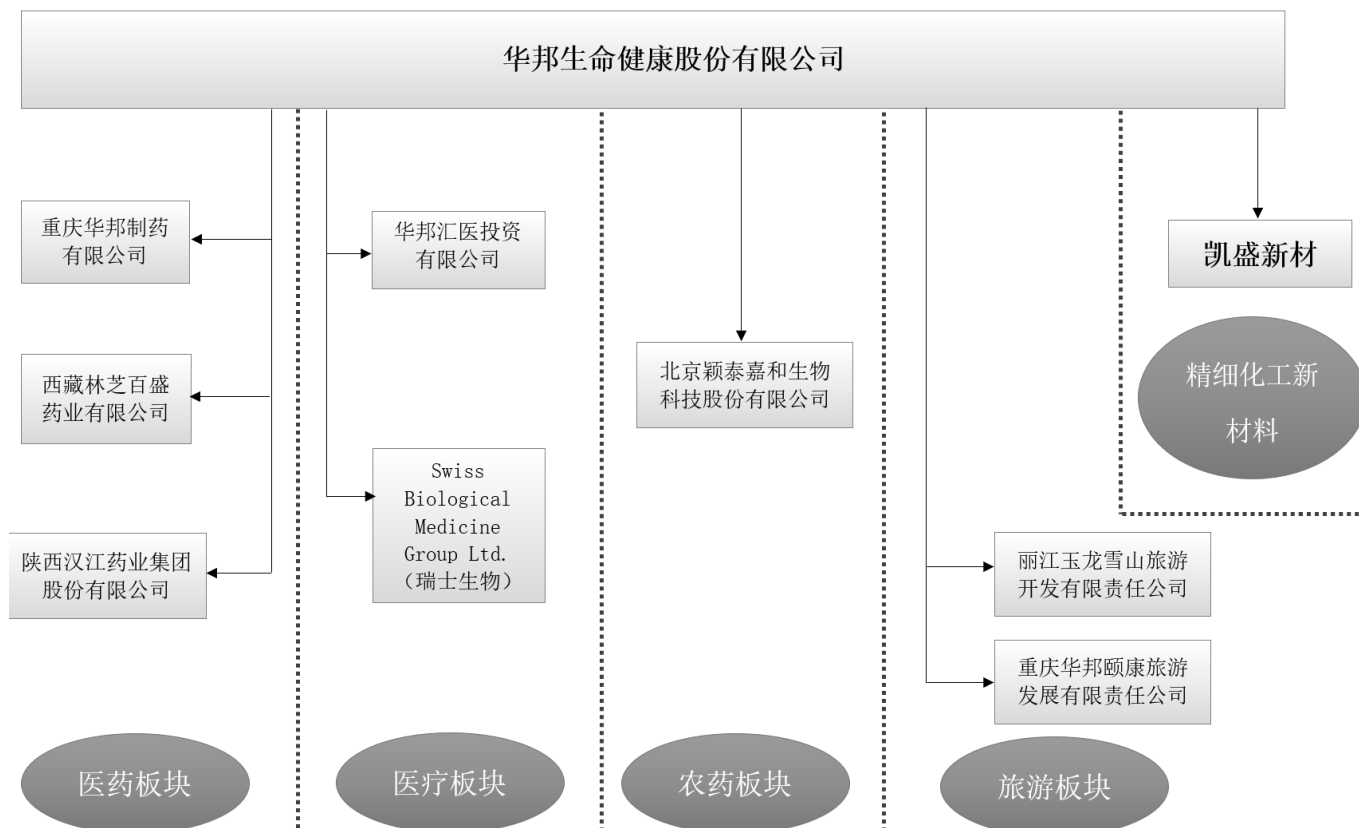 华邦生命健康股份有限公司
重庆华邦制药
有限公司
西藏林芝百盛
药业有限公司
陕西汉江药业集团
股份有限公司
医药板块
华邦汇医投资
有限公司
Swiss
Biological
Medicine
Group Ltd.
（瑞士生物）
医疗板块
北京颖泰嘉和生物
科技股份有限公司
农药板块
丽江玉龙雪山旅游
开发有限责任公司
重庆华邦颐康旅游
发展有限责任公司
旅游板块
凯盛新材
精细化工新
材料